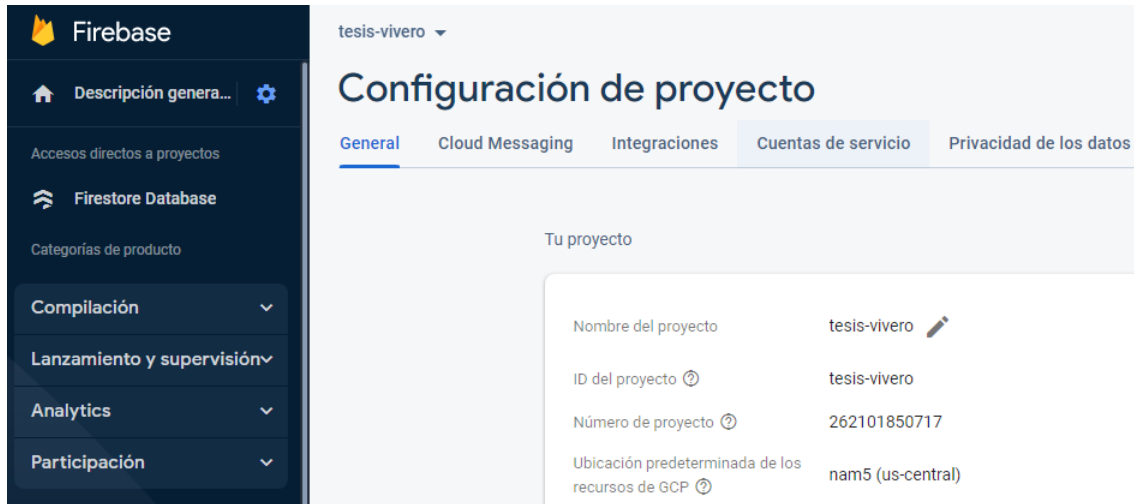 Firebase
Descripción genera...
Accesos directos a proyectos
Firestore Database
Categorías de producto
Compilación
Lanzamiento y supervisión
Analytics
Participación
tesis-vivero
Configuración de proyecto
General Cloud Messaging Integraciones Cuentas de servicio Privacidad de los datos
Tu proyecto
Nombre del proyecto tesis-vivero
ID del proyecto tesis-vivero
Número de proyecto 262101850717
Ubicación predeterminada de los
recursos de GCP nam5 (us-central)